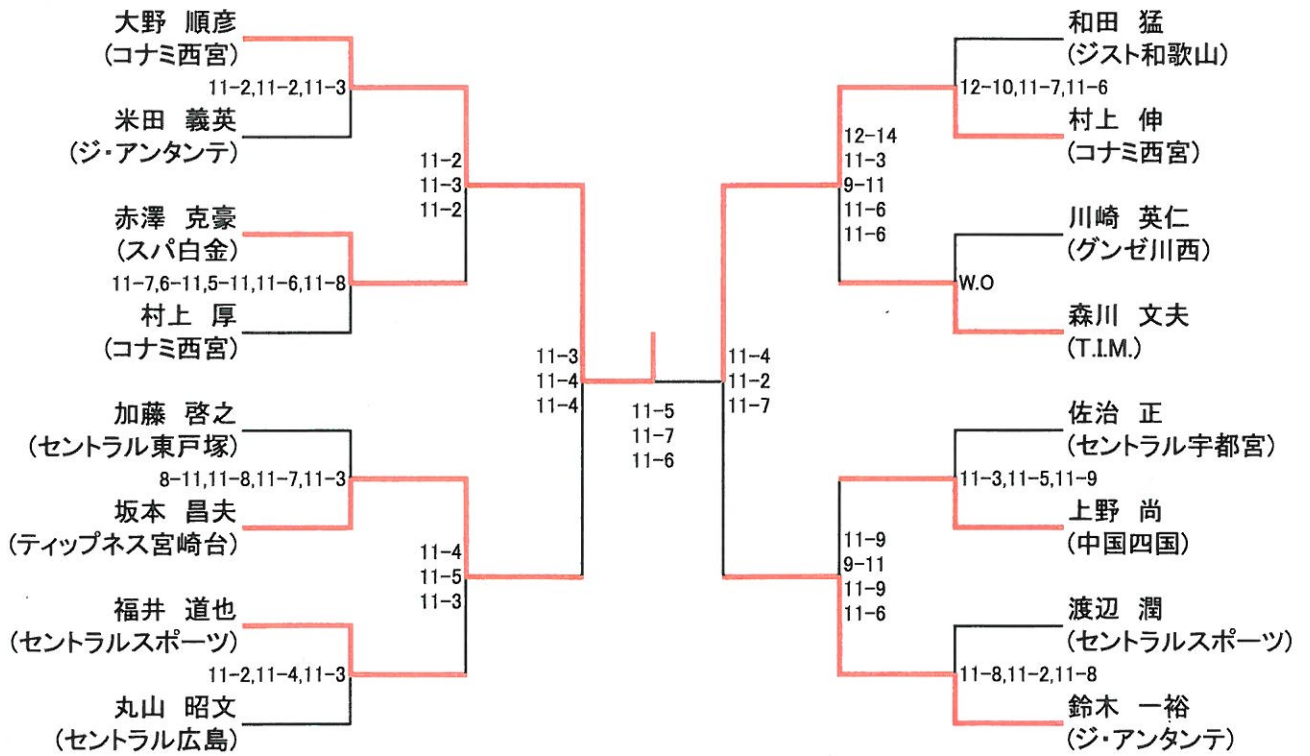 大野 順彦
(コナミ西宮)
11-2,11-2,11-3
米田 義英
(ジ・アンタンテ)
11-2
11-3
11-2
赤澤 克豪
(スパ白金)
11-7,6-11,5-11,11-6,11-8
村上 厚
(コナミ西宮)
11-3
11-4
11-4
加藤 啓之
(セントラル東戸塚)
8-11,11-8,11-7,11-3
坂本 昌夫
(ティップネス宮崎台)
11-4
11-5
11-3
福井 道也
(セントラルスポーツ)
11-2,11-4,11-3
丸山 昭文
(セントラル広島)
11-5
11-7
11-6
和田 猛
(ジスト和歌山)
12-10,11-7,11-6
村上 伸
(コナミ西宮)
12-14
11-3
9-11
11-6
11-6
川崎 英仁
(グンゼ川西)
W.O
森川 文夫
(T.I.M.)
11-4
11-2
11-7
佐治 正
(セントラル宇都宮)
11-3,11-5,11-9
上野 尚
(中国四国)
11-9
9-11
11-9
11-6
渡辺 潤
(セントラルスポーツ)
11-8,11-2,11-8
鈴木 一裕
(ジ・アンタンテ)